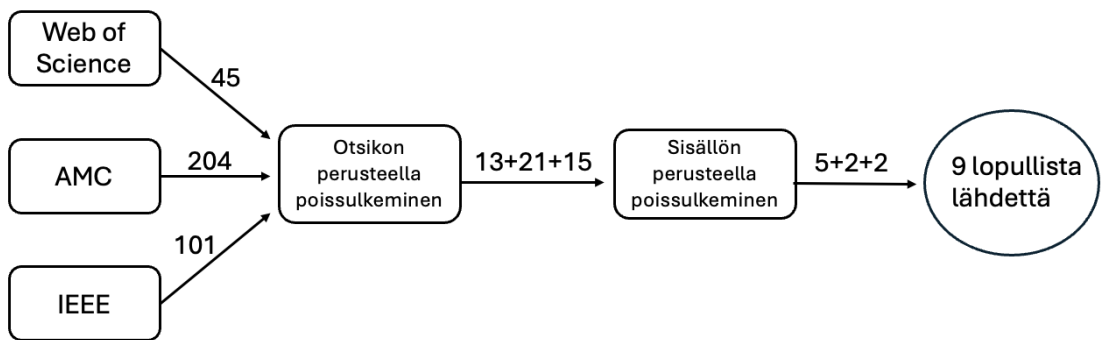 Web of
Science
45
AMC
204
101
IEEE
Otsikon
perusteella
poissulkeminen
13+21+15
Sisällön
perusteella
poissulkeminen
5+2+2
9 lopullista
lähdettä